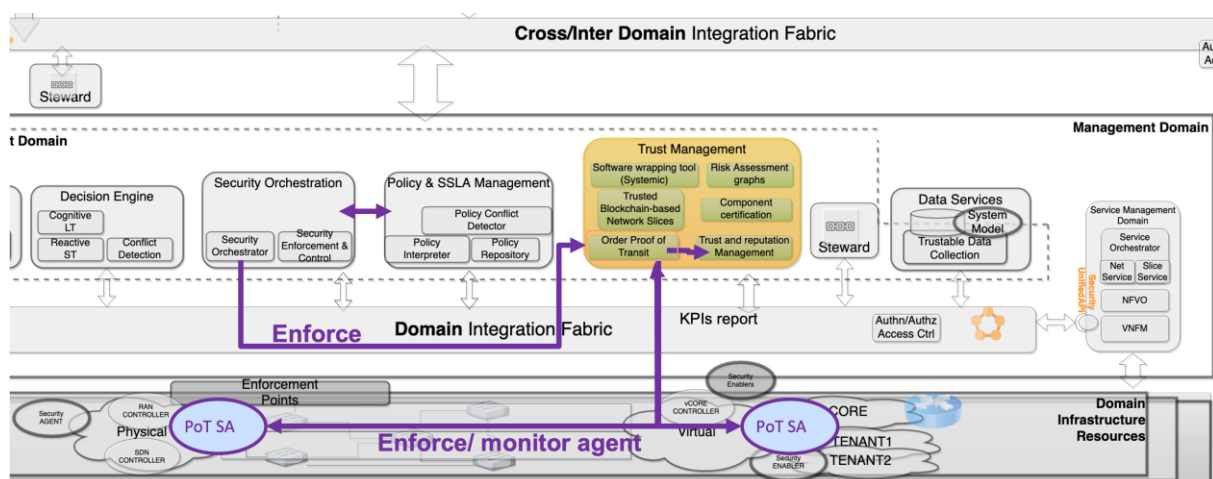 Cross/Inter Domain Integration Fabric
Au
Ac
Steward
t Domain
Management Domain
Decision Engine
Cognitive
LT
Reactive
ST
Conflict
Detection
Security Orchestration
Security
Orchestrator
Security
Enforcement &
Control
Policy & SSLA Management
Policy Conflict
Detector
Policy
Interpreter
Policy
Repository
Trust Management
Software wrapping tool
(Systemic)
Risk Assessment
graphs
Trusted
Blockchain-based
Network Slices
Component
certification
Order Proof of
Transit
Trust and reputation
Management
Steward
Data Services
System
Model
Trustable Data
Collection
Service Management
Domain
Service
Orchestrator
Net
Service
Slice
Service
NFVO
VNFM
Security
UnifiedAPI
Enforce
Domain Integration Fabric
KPIs report
Authn/Authz
Access Ctrl
Enforcement
Points
Security
Enablers
Security
AGENT
RAN
CONTROLLER
Physical
SDN
CONTROLLER
PoT SA
Enforce/ monitor agent
vCORE
CONTROLLER
Virtual
PoT SA
CORE
TENANT1
TENANT2
Security
ENABLER
Domain
Infrastructure
Resources